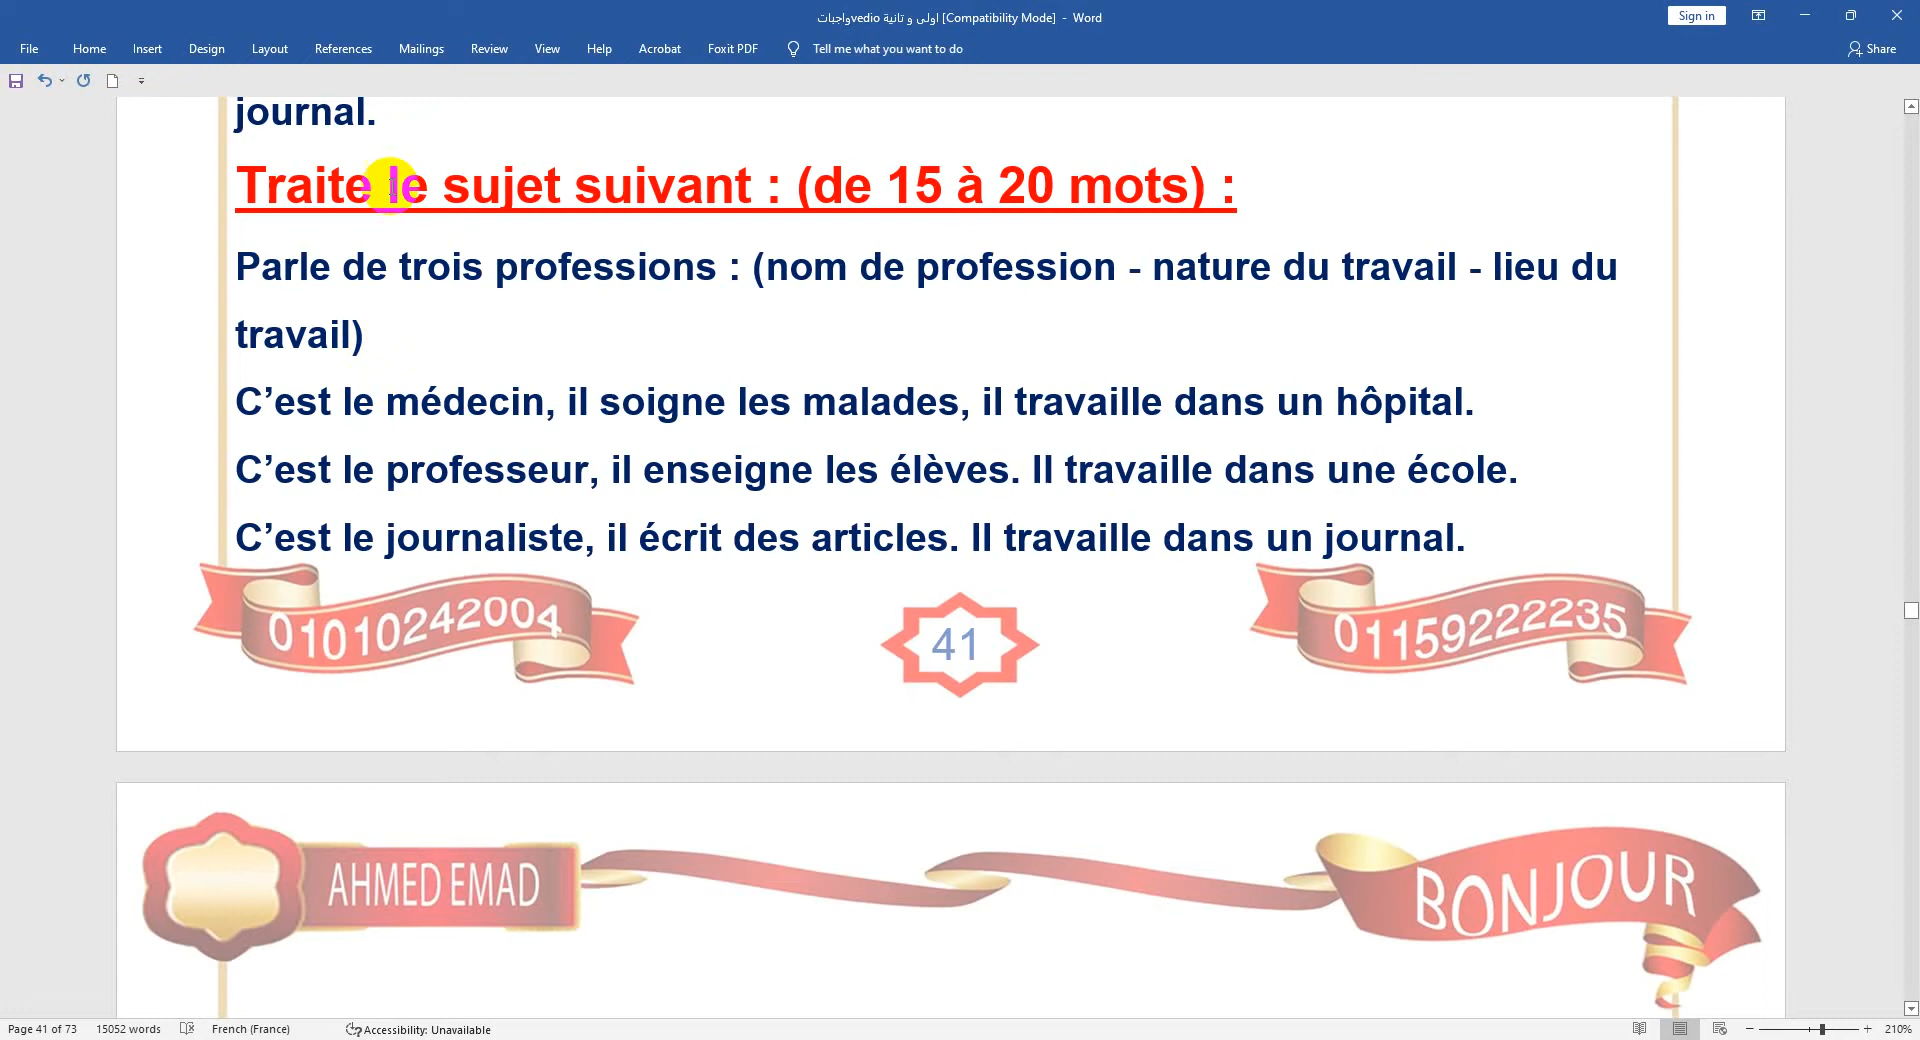 واجباتvedio اولى و تانية [Compatibility Mode] - Word
Sign in
File Home Insert Design Layout References Mailings Review View Help Acrobat Foxit PDF Tell me what you want to do Share
journal.
Traite le sujet suivant : (de 15 à 20 mots) :
Parle de trois professions : (nom de profession - nature du travail - lieu du
travail)
C’est le médecin, il soigne les malades, il travaille dans un hôpital.
C’est le professeur, il enseigne les élèves. Il travaille dans une école.
C’est le journaliste, il écrit des articles. Il travaille dans un journal.
01010242004 41 01159222235
AHMED EMAD BONJOUR
Page 41 of 73 15052 words French (France) Accessibility: Unavailable 210%